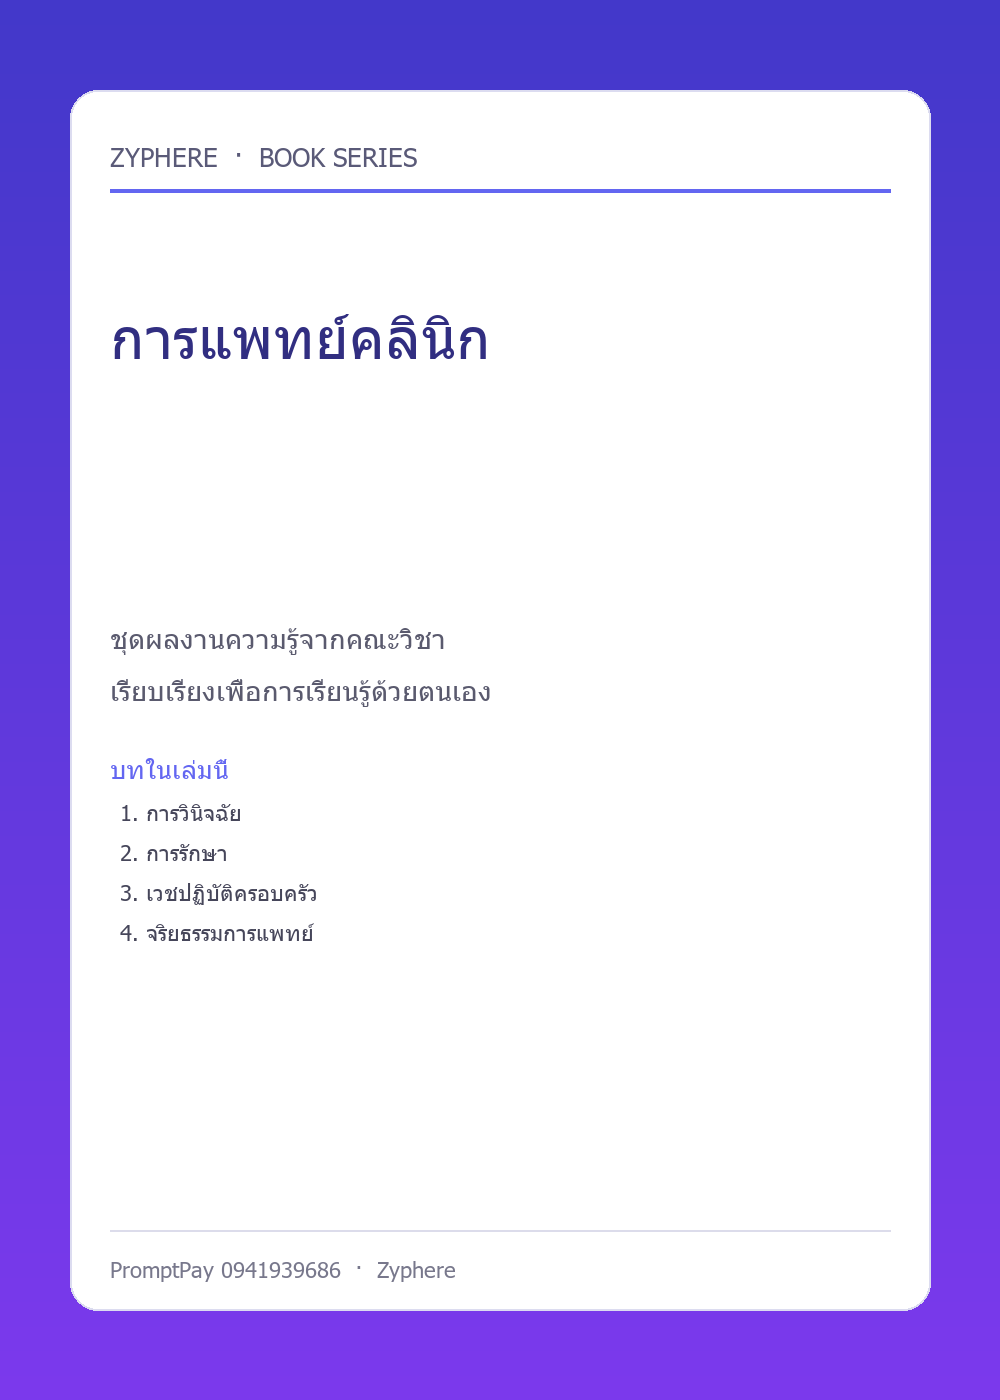 ZYPHERE · BOOK SERIES
การแพทย์คลินิก
ชุดผลงานความรู้จากคณะวิชา
เรียบเรียงเพื่อการเรียนรู้ด้วยตนเอง
บทในเล่มนี้
1. การวินิจฉัย
2. การรักษา
3. เวชปฏิบัติครอบครัว
4. จริยธรรมการแพทย์
PromptPay 0941939686 · Zyphere